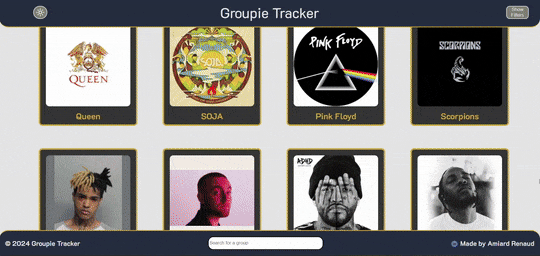 Groupie Tracker
Show
Filters
QUEEN
SOJA
PINK FLOYD
SCORPIONS
Queen
SOJA
Pink Floyd
Scorpions
© 2024 Groupie Tracker
Search for a group
Made by Amiard Renaud